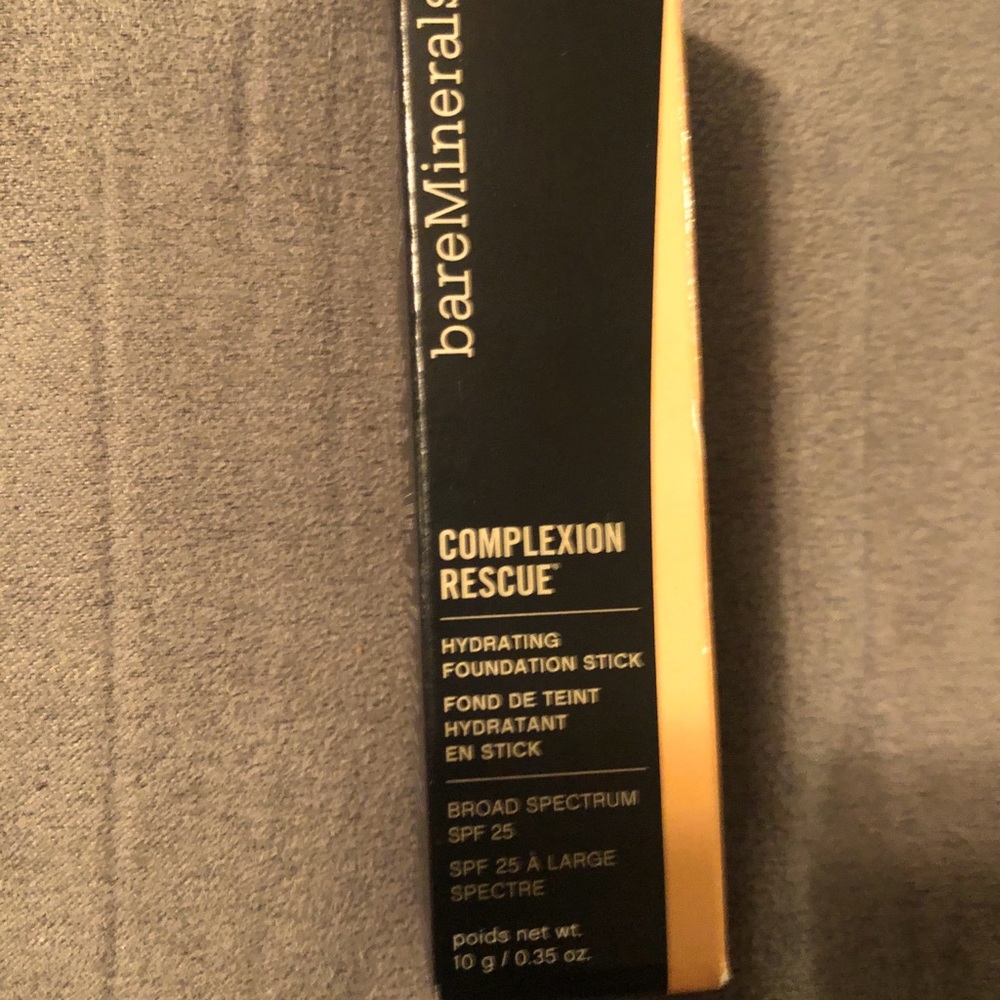 bareMinerals
COMPLEXION
RESCUE™
HYDRATING
FOUNDATION STICK
FOND DE TEINT
HYDRATANT
EN STICK
BROAD SPECTRUM
SPF 25
SPF 25 À LARGE
SPECTRE
poids net wt.
10 g / 0.35 oz.